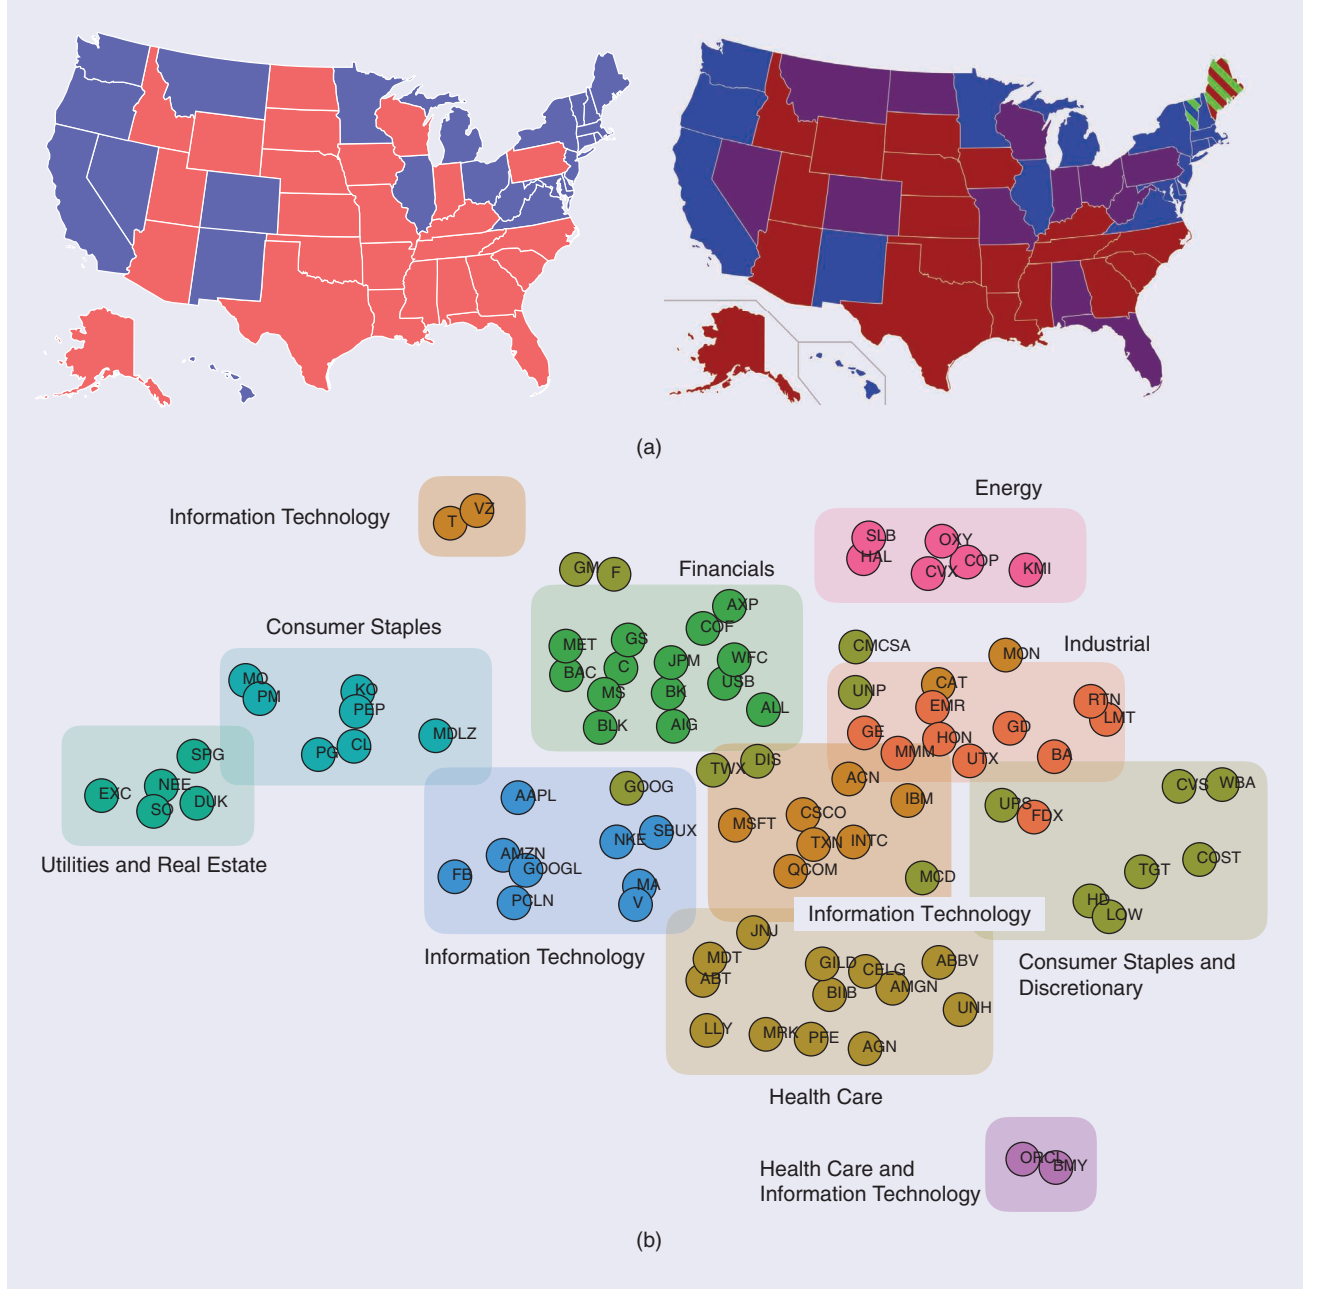 (a)
Information Technology
T
VZ
Energy
SLB
HAL
OXY
COP
CVX
KMI
GM
F
Financials
AXP
COF
MET
GS
JPM
WFC
BAC
C
USB
MS
BK
ALL
BLK
AIG
CMCSA
MON
Industrial
UNP
CAT
EMR
RTN
LMT
GE
HON
GD
MMM
UTX
BA
Consumer Staples
MO
PM
KO
PEP
MDLZ
PG
CL
SPG
EXC
NEE
SO
DUK
Utilities and Real Estate
AAPL
GOOG
NKE
SBUX
AMZN
GOOGL
FB
MA
PCLN
V
Information Technology
TWX
DIS
ACN
IBM
MSFT
CSCO
TXN
INTC
QCOM
MCD
Information Technology
UPS
FDX
CVS
WBA
COST
TGT
HD
LOW
Consumer Staples and
Discretionary
JNJ
MDT
ABT
GILD
CELG
ABBV
BIIB
AMGN
UNH
LLY
MRK
PFE
AGN
Health Care
ORCL
BMY
Health Care and
Information Technology
(b)